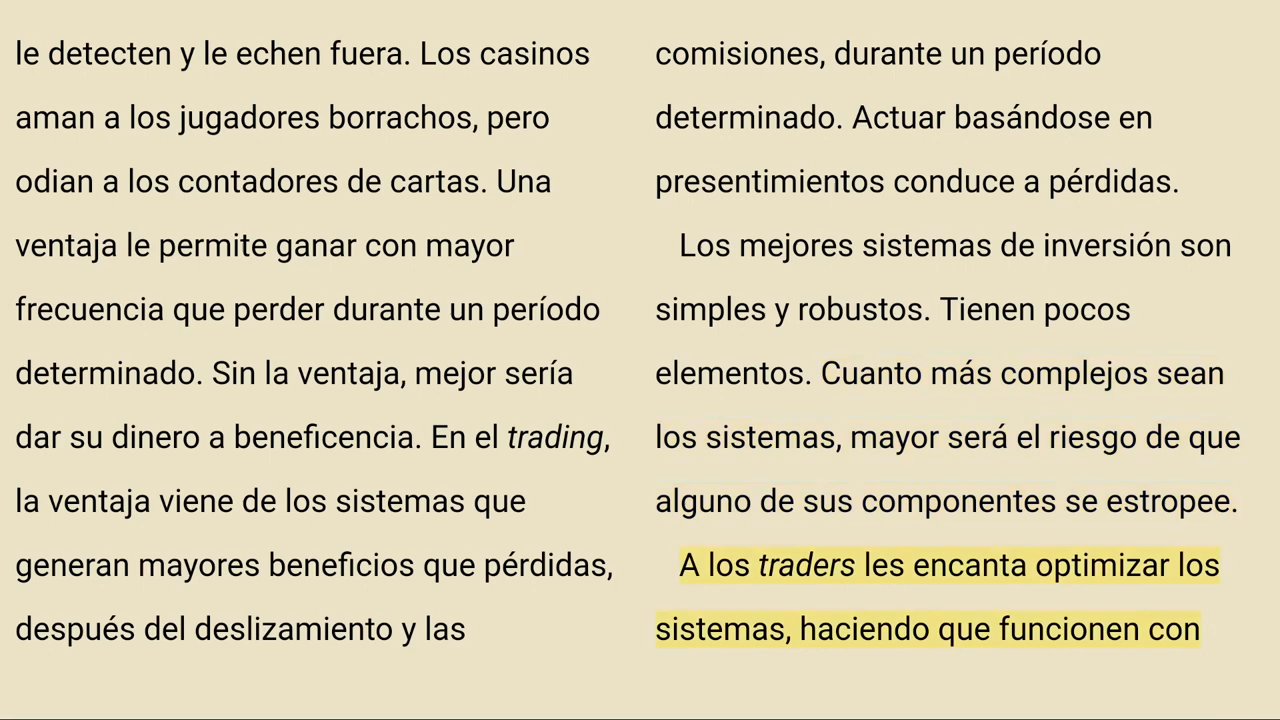 le detecten y le echen fuera. Los casinos
aman a los jugadores borrachos, pero
odian a los contadores de cartas. Una
ventaja le permite ganar con mayor
frecuencia que perder durante un período
determinado. Sin la ventaja, mejor sería
dar su dinero a beneficencia. En el trading,
la ventaja viene de los sistemas que
generan mayores beneficios que pérdidas,
después del deslizamiento y las
comisiones, durante un período
determinado. Actuar basándose en
presentimientos conduce a pérdidas.
Los mejores sistemas de inversión son
simples y robustos. Tienen pocos
elementos. Cuanto más complejos sean
los sistemas, mayor será el riesgo de que
alguno de sus componentes se estropee.
A los traders les encanta optimizar los
sistemas, haciendo que funcionen con